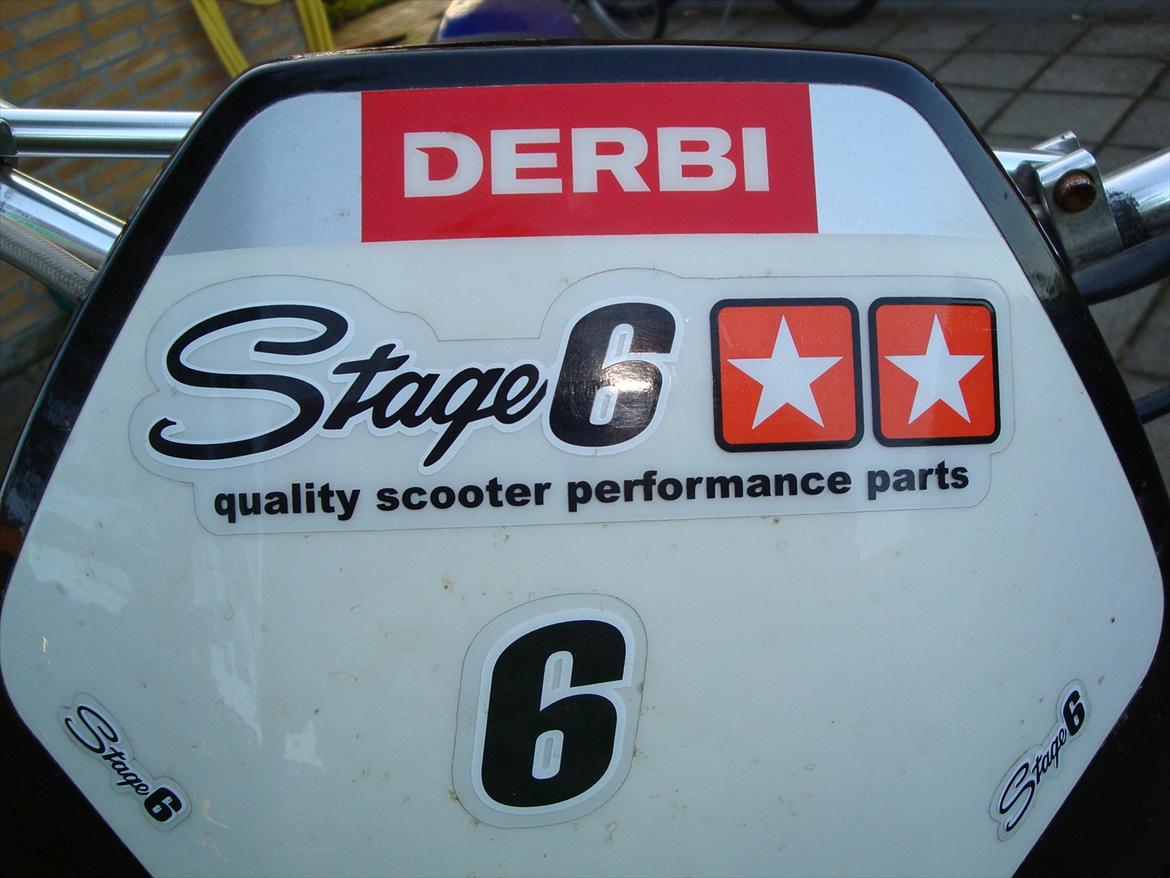 DERBI
Stage6
quality scooter performance parts
6
Stage6
Stage6